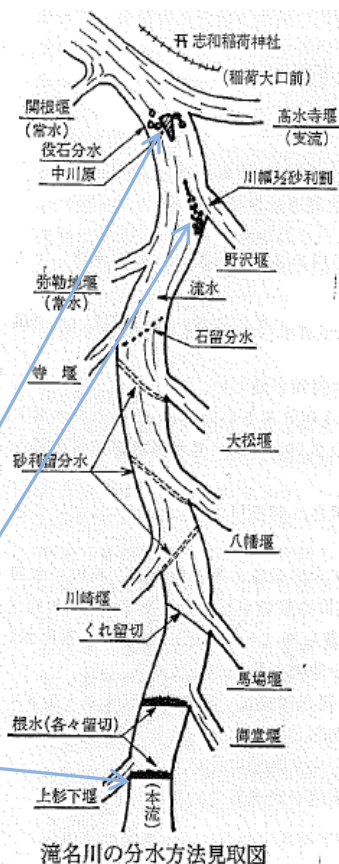 志和稲荷神社
(稲荷大口前)
関根堰
(常水)
高水寺堰
(支流)
役石分水
中川原
川幅⅔砂利割
野沢堰
弥勒地堰
(常水)
流水
石留分水
寺堰
大松堰
砂利留分水
八幡堰
川崎堰
くれ留切
馬場堰
根水(各々留切)
御堂堰
上杉下堰
(本流)
滝名川の分水方法見取図